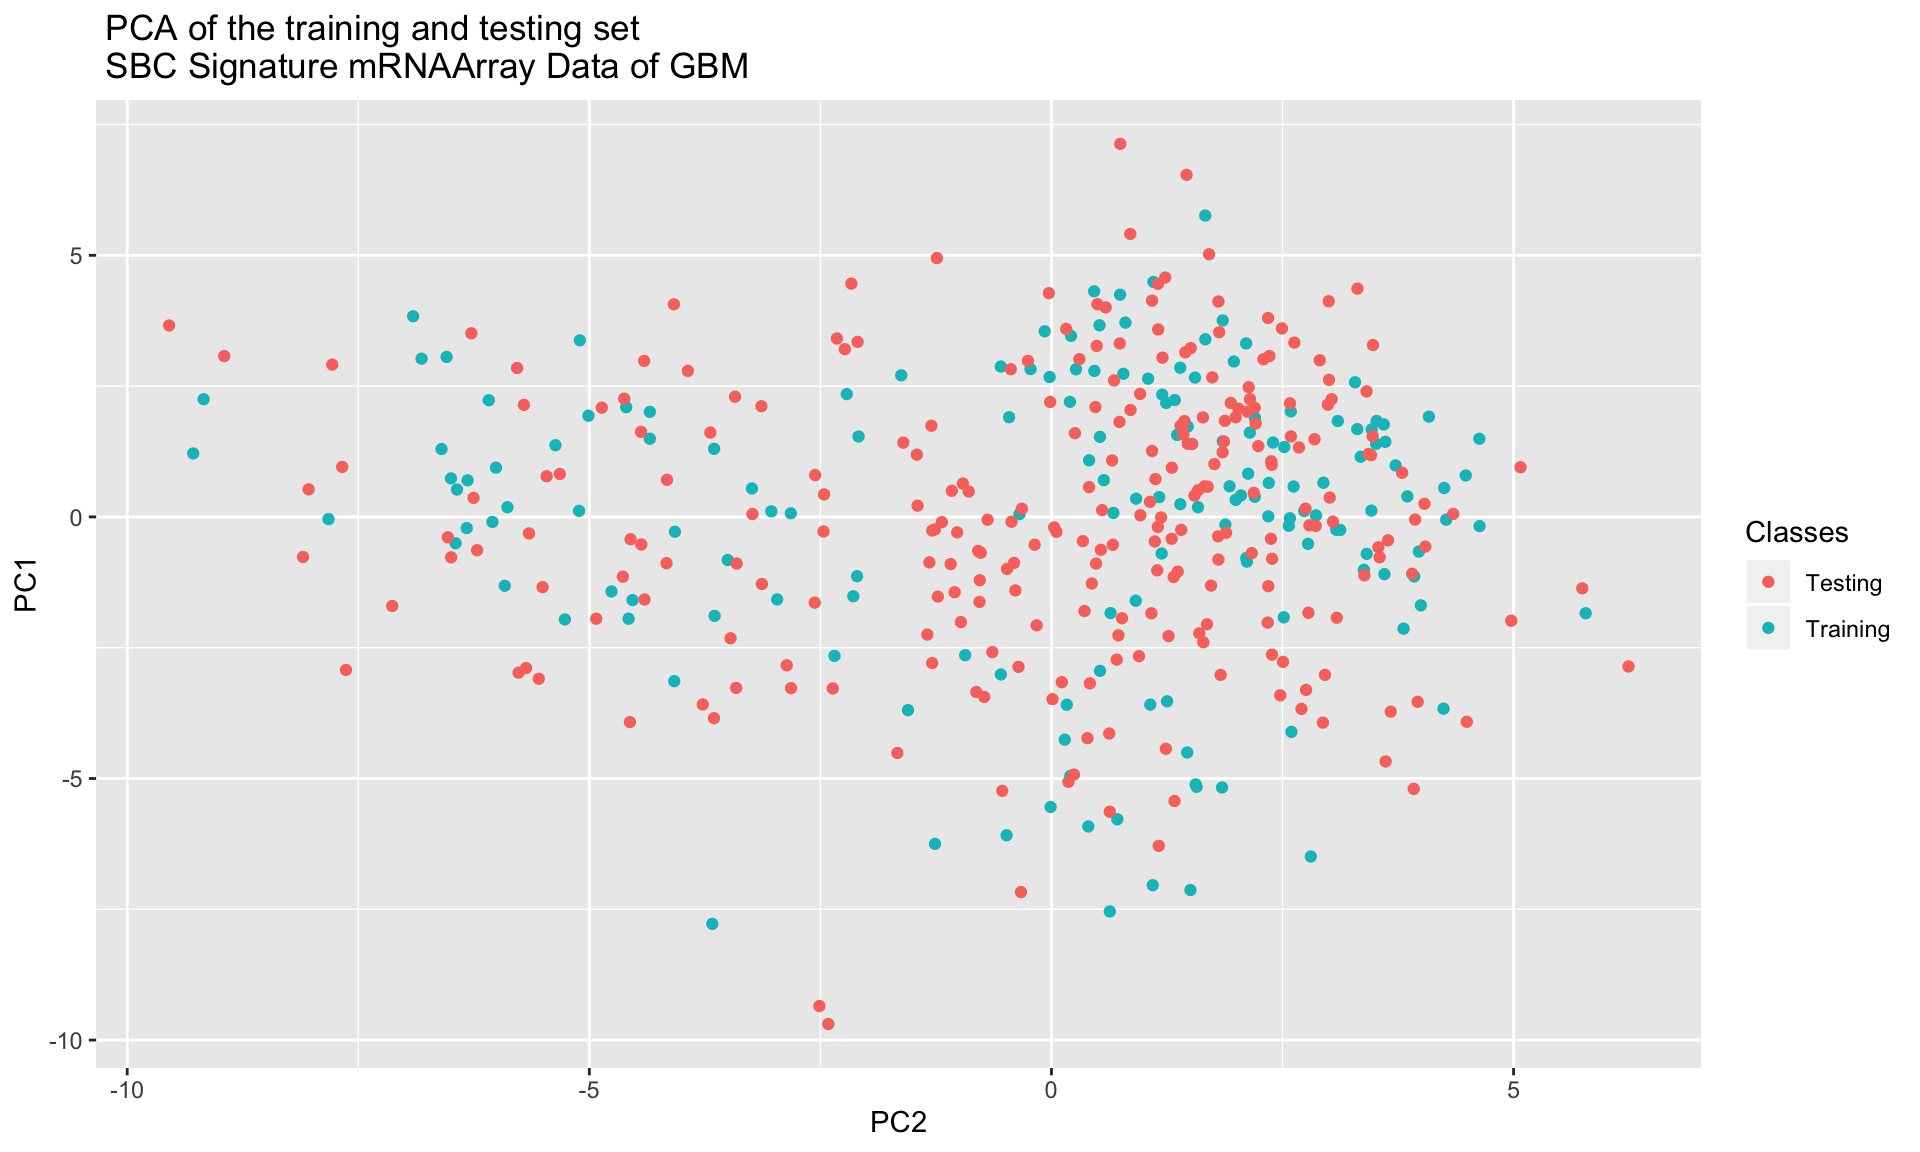 PCA of the training and testing set
SBC Signature mRNAArray Data of GBM
PC1
5
0
-5
-10
-10
-5
0
5
PC2
Classes
Testing
Training